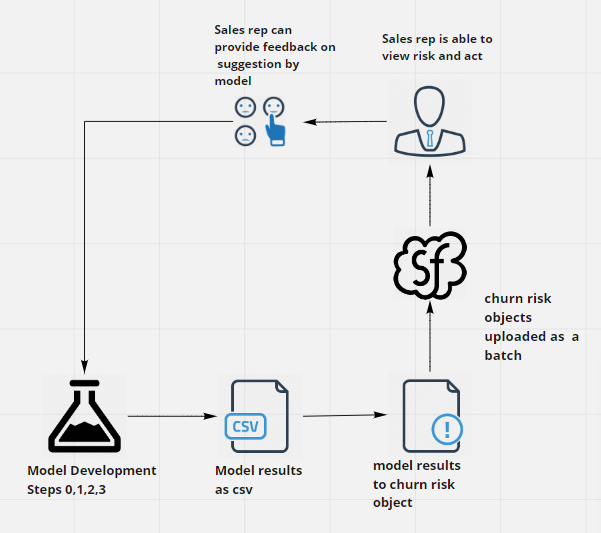 Sales rep can
provide feedback on
suggestion by
model
Sales rep is able to
view risk and act
sf
churn risk
objects
uploaded as a
batch
CSV
!
Model Development
Steps 0,1,2,3
Model results
as csv
model results
to churn risk
object